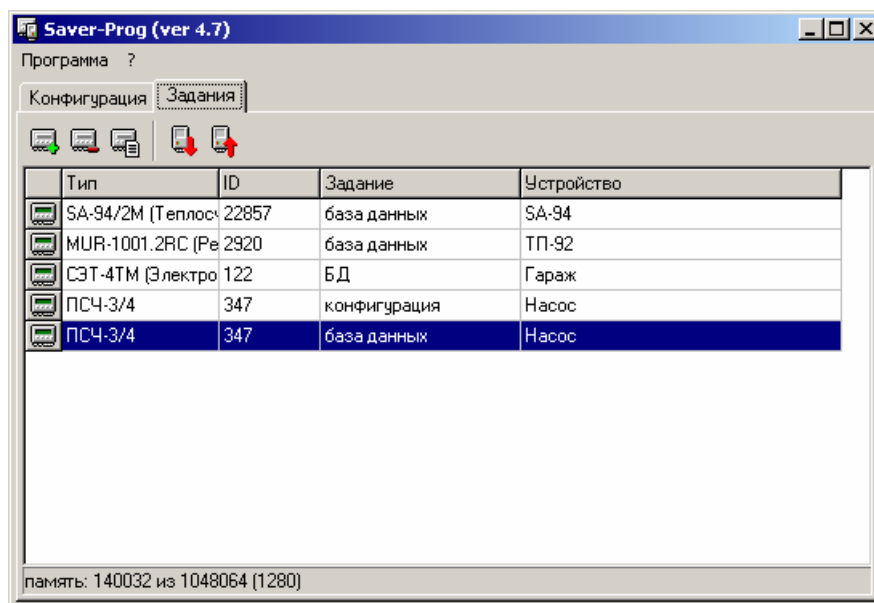 Saver-Prog (ver 4.7)
Программа ?
Конфигурация Задания
Тип ID Задание Устройство
SA-94/2M (Теплосч 22857 база данных SA-94
MUR-1001.2RC (Ре 2920 база данных ТП-92
СЭТ-4ТМ (Электро 122 БД Гараж
ПСЧ-3/4 347 конфигурация Насос
ПСЧ-3/4 347 база данных Насос
память: 140032 из 1048064 (1280)